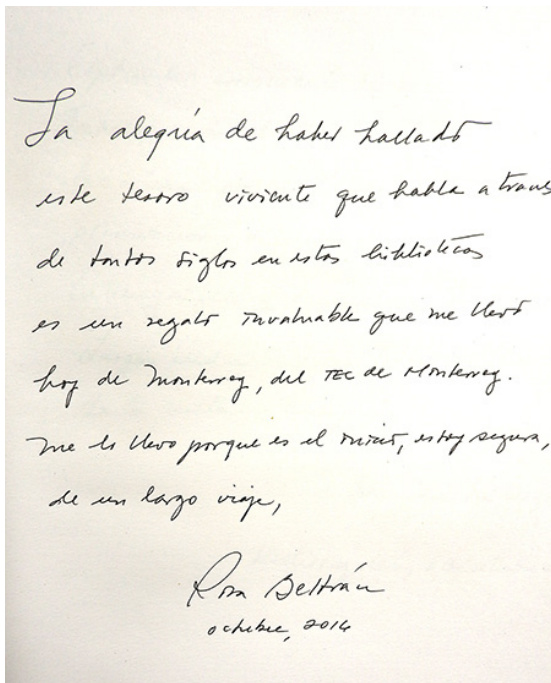 La alegría de haber hallado
este tesoro viviente que habla a través
de tantos siglos en estas bibliotecas
es un regalo invaluable que me llevo
hoy de Monterrey, del TEC de Monterrey.
Me lo llevo porque es el inicio, estoy segura,
de un largo viaje,
Rosa Beltrán
octubre, 2014